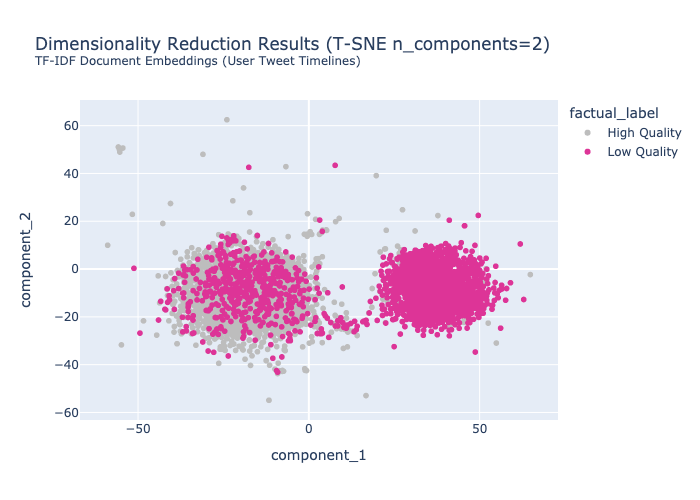 Dimensionality Reduction Results (T-SNE n_components=2)
TF-IDF Document Embeddings (User Tweet Timelines)
factual_label
High Quality
Low Quality
60
40
20
0
−20
−40
−60
component_2
−50
0
50
component_1